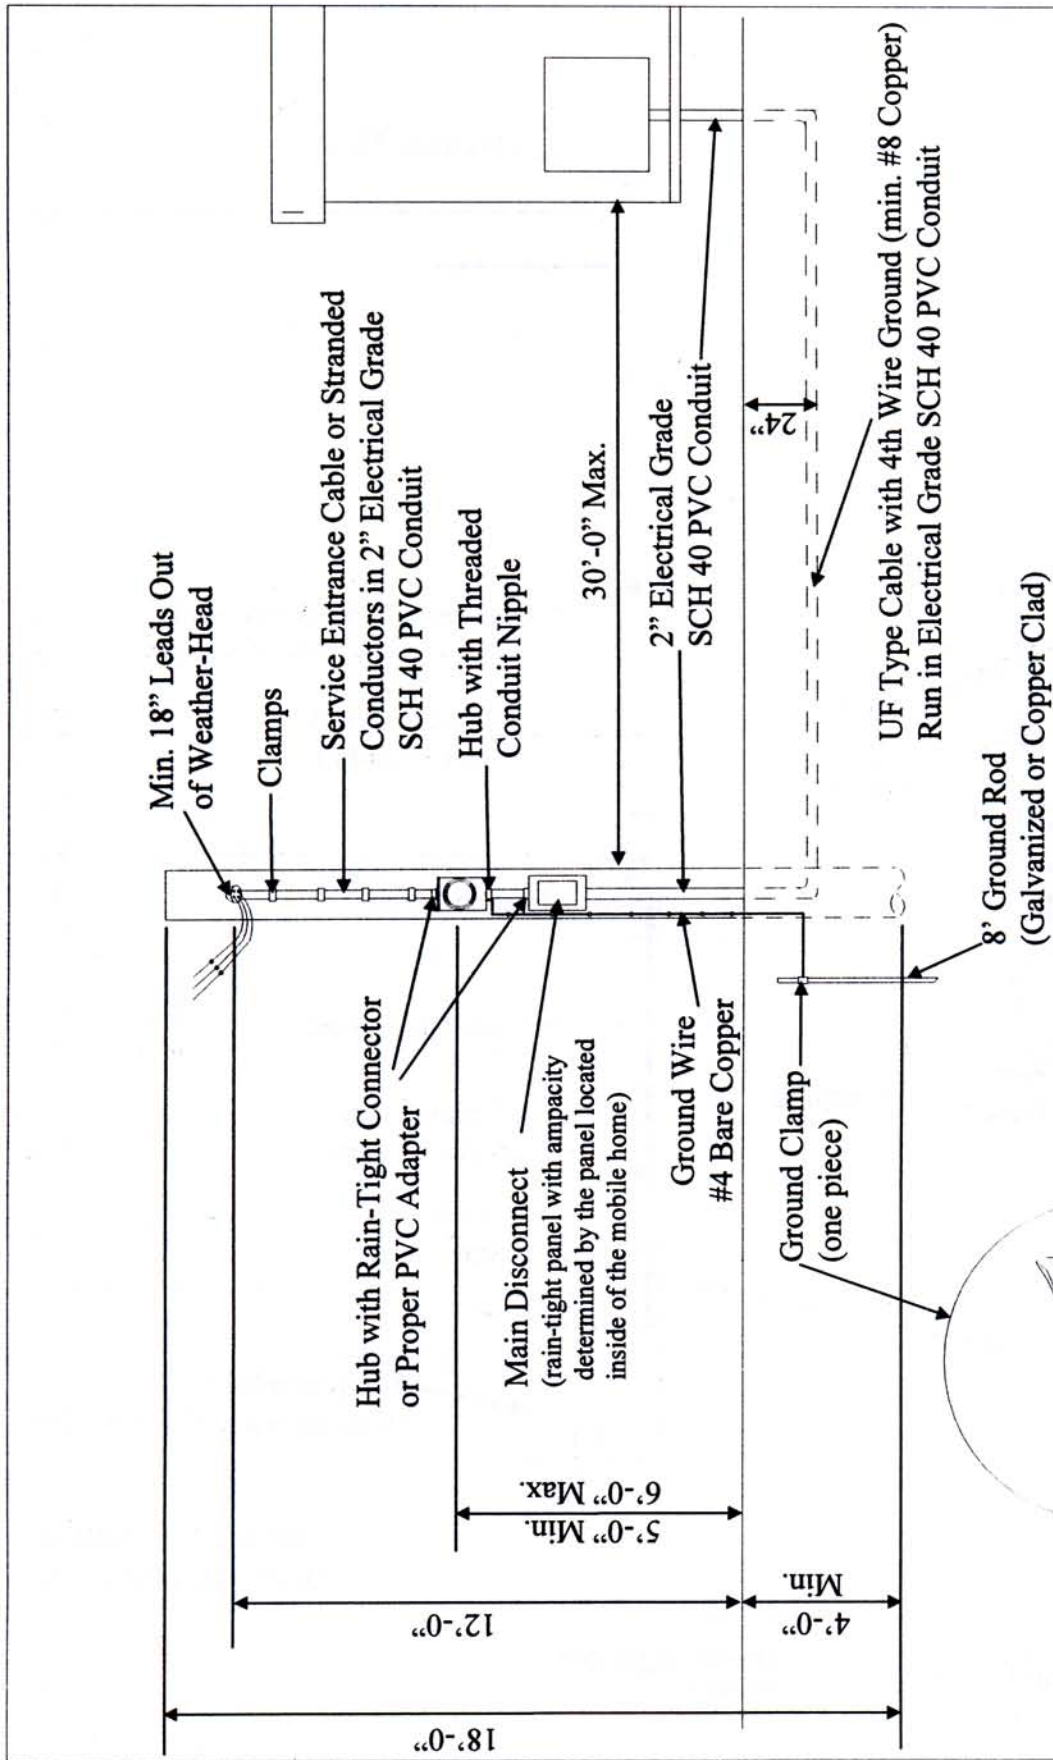 Min. 18” Leads Out
of Weather-Head
Clamps
Service Entrance Cable or Stranded
Conductors in 2” Electrical Grade
SCH 40 PVC Conduit
Hub with Threaded
Conduit Nipple
30’-0” Max.
2” Electrical Grade
SCH 40 PVC Conduit
24”
UF Type Cable with 4th Wire Ground (min. #8 Copper)
Run in Electrical Grade SCH 40 PVC Conduit
8’ Ground Rod
(Galvanized or Copper Clad)
Hub with Rain-Tight Connector
or Proper PVC Adapter
Main Disconnect
(rain-tight panel with ampacity
determined by the panel located
inside of the mobile home)
Ground Wire
#4 Bare Copper
Ground Clamp
(one piece)
5’-0” Min.
6’-0” Max.
12’-0”
4’-0”
Min.
18’-0”